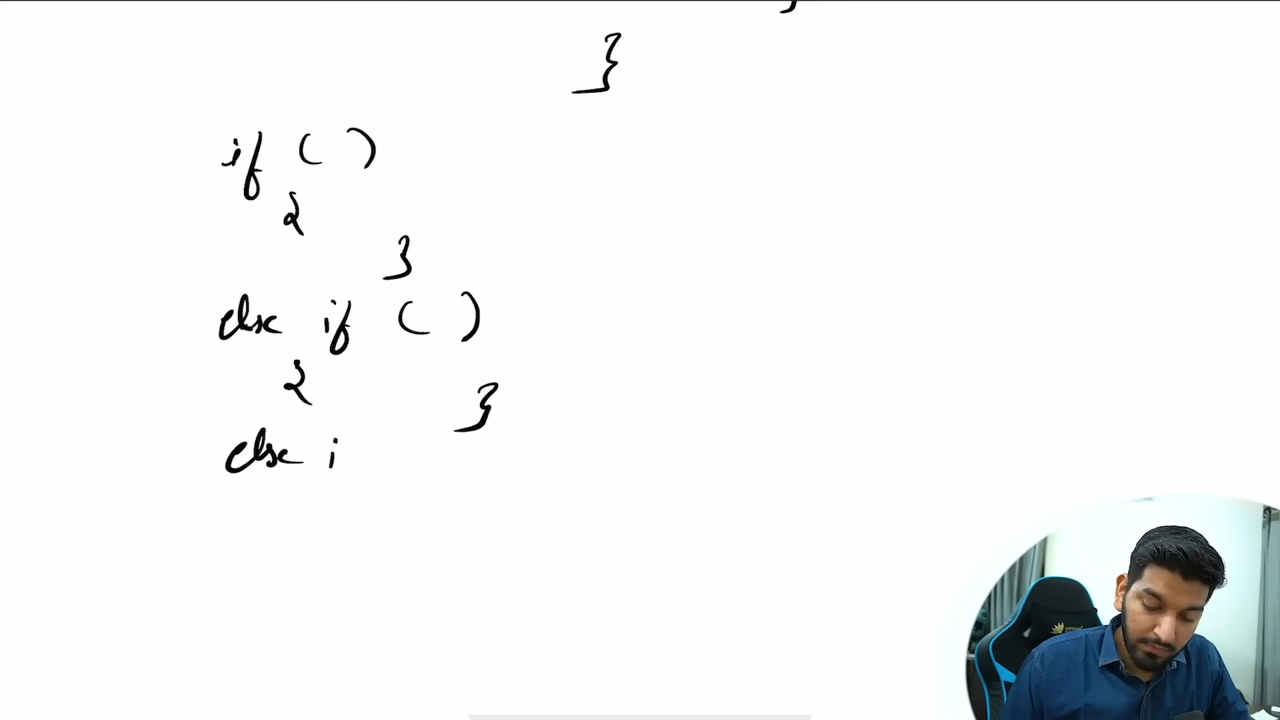 }
if ( )
{
}
else if ( )
{ }
else i